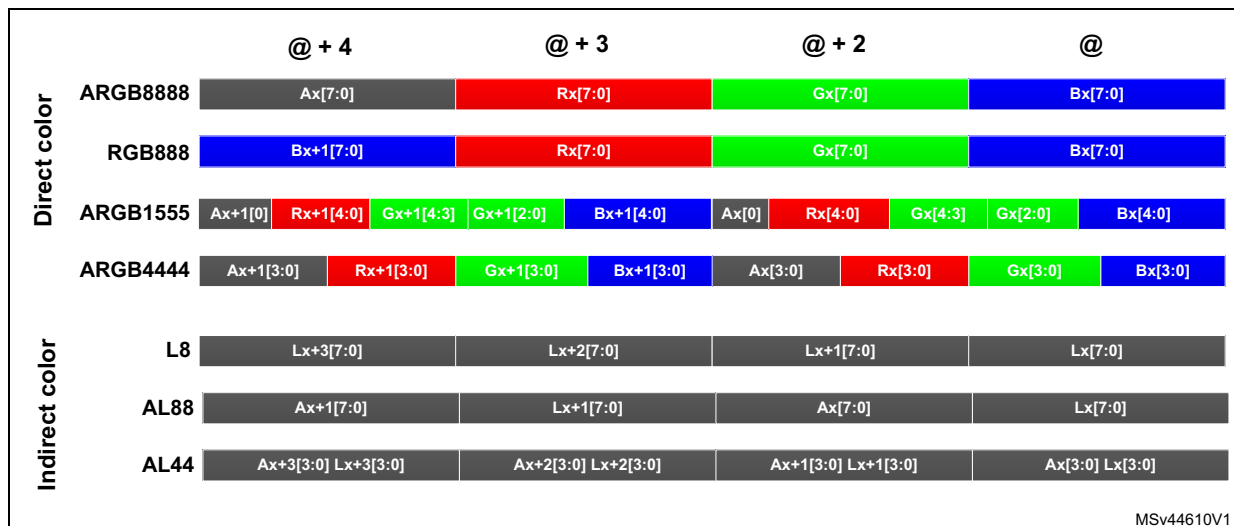 @ + 4 @ + 3 @ + 2 @
Direct color
ARGB8888 Ax[7:0] Rx[7:0] Gx[7:0] Bx[7:0]
RGB888 Bx+1[7:0] Rx[7:0] Gx[7:0] Bx[7:0]
ARGB1555 Ax+1[0] Rx+1[4:0] Gx+1[4:3] Gx+1[2:0] Bx+1[4:0] Ax[0] Rx[4:0] Gx[4:3] Gx[2:0] Bx[4:0]
ARGB4444 Ax+1[3:0] Rx+1[3:0] Gx+1[3:0] Bx+1[3:0] Ax[3:0] Rx[3:0] Gx[3:0] Bx[3:0]
Indirect color
L8 Lx+3[7:0] Lx+2[7:0] Lx+1[7:0] Lx[7:0]
AL88 Ax+1[7:0] Lx+1[7:0] Ax[7:0] Lx[7:0]
AL44 Ax+3[3:0] Lx+3[3:0] Ax+2[3:0] Lx+2[3:0] Ax+1[3:0] Lx+1[3:0] Ax[3:0] Lx[3:0]
MSv44610V1